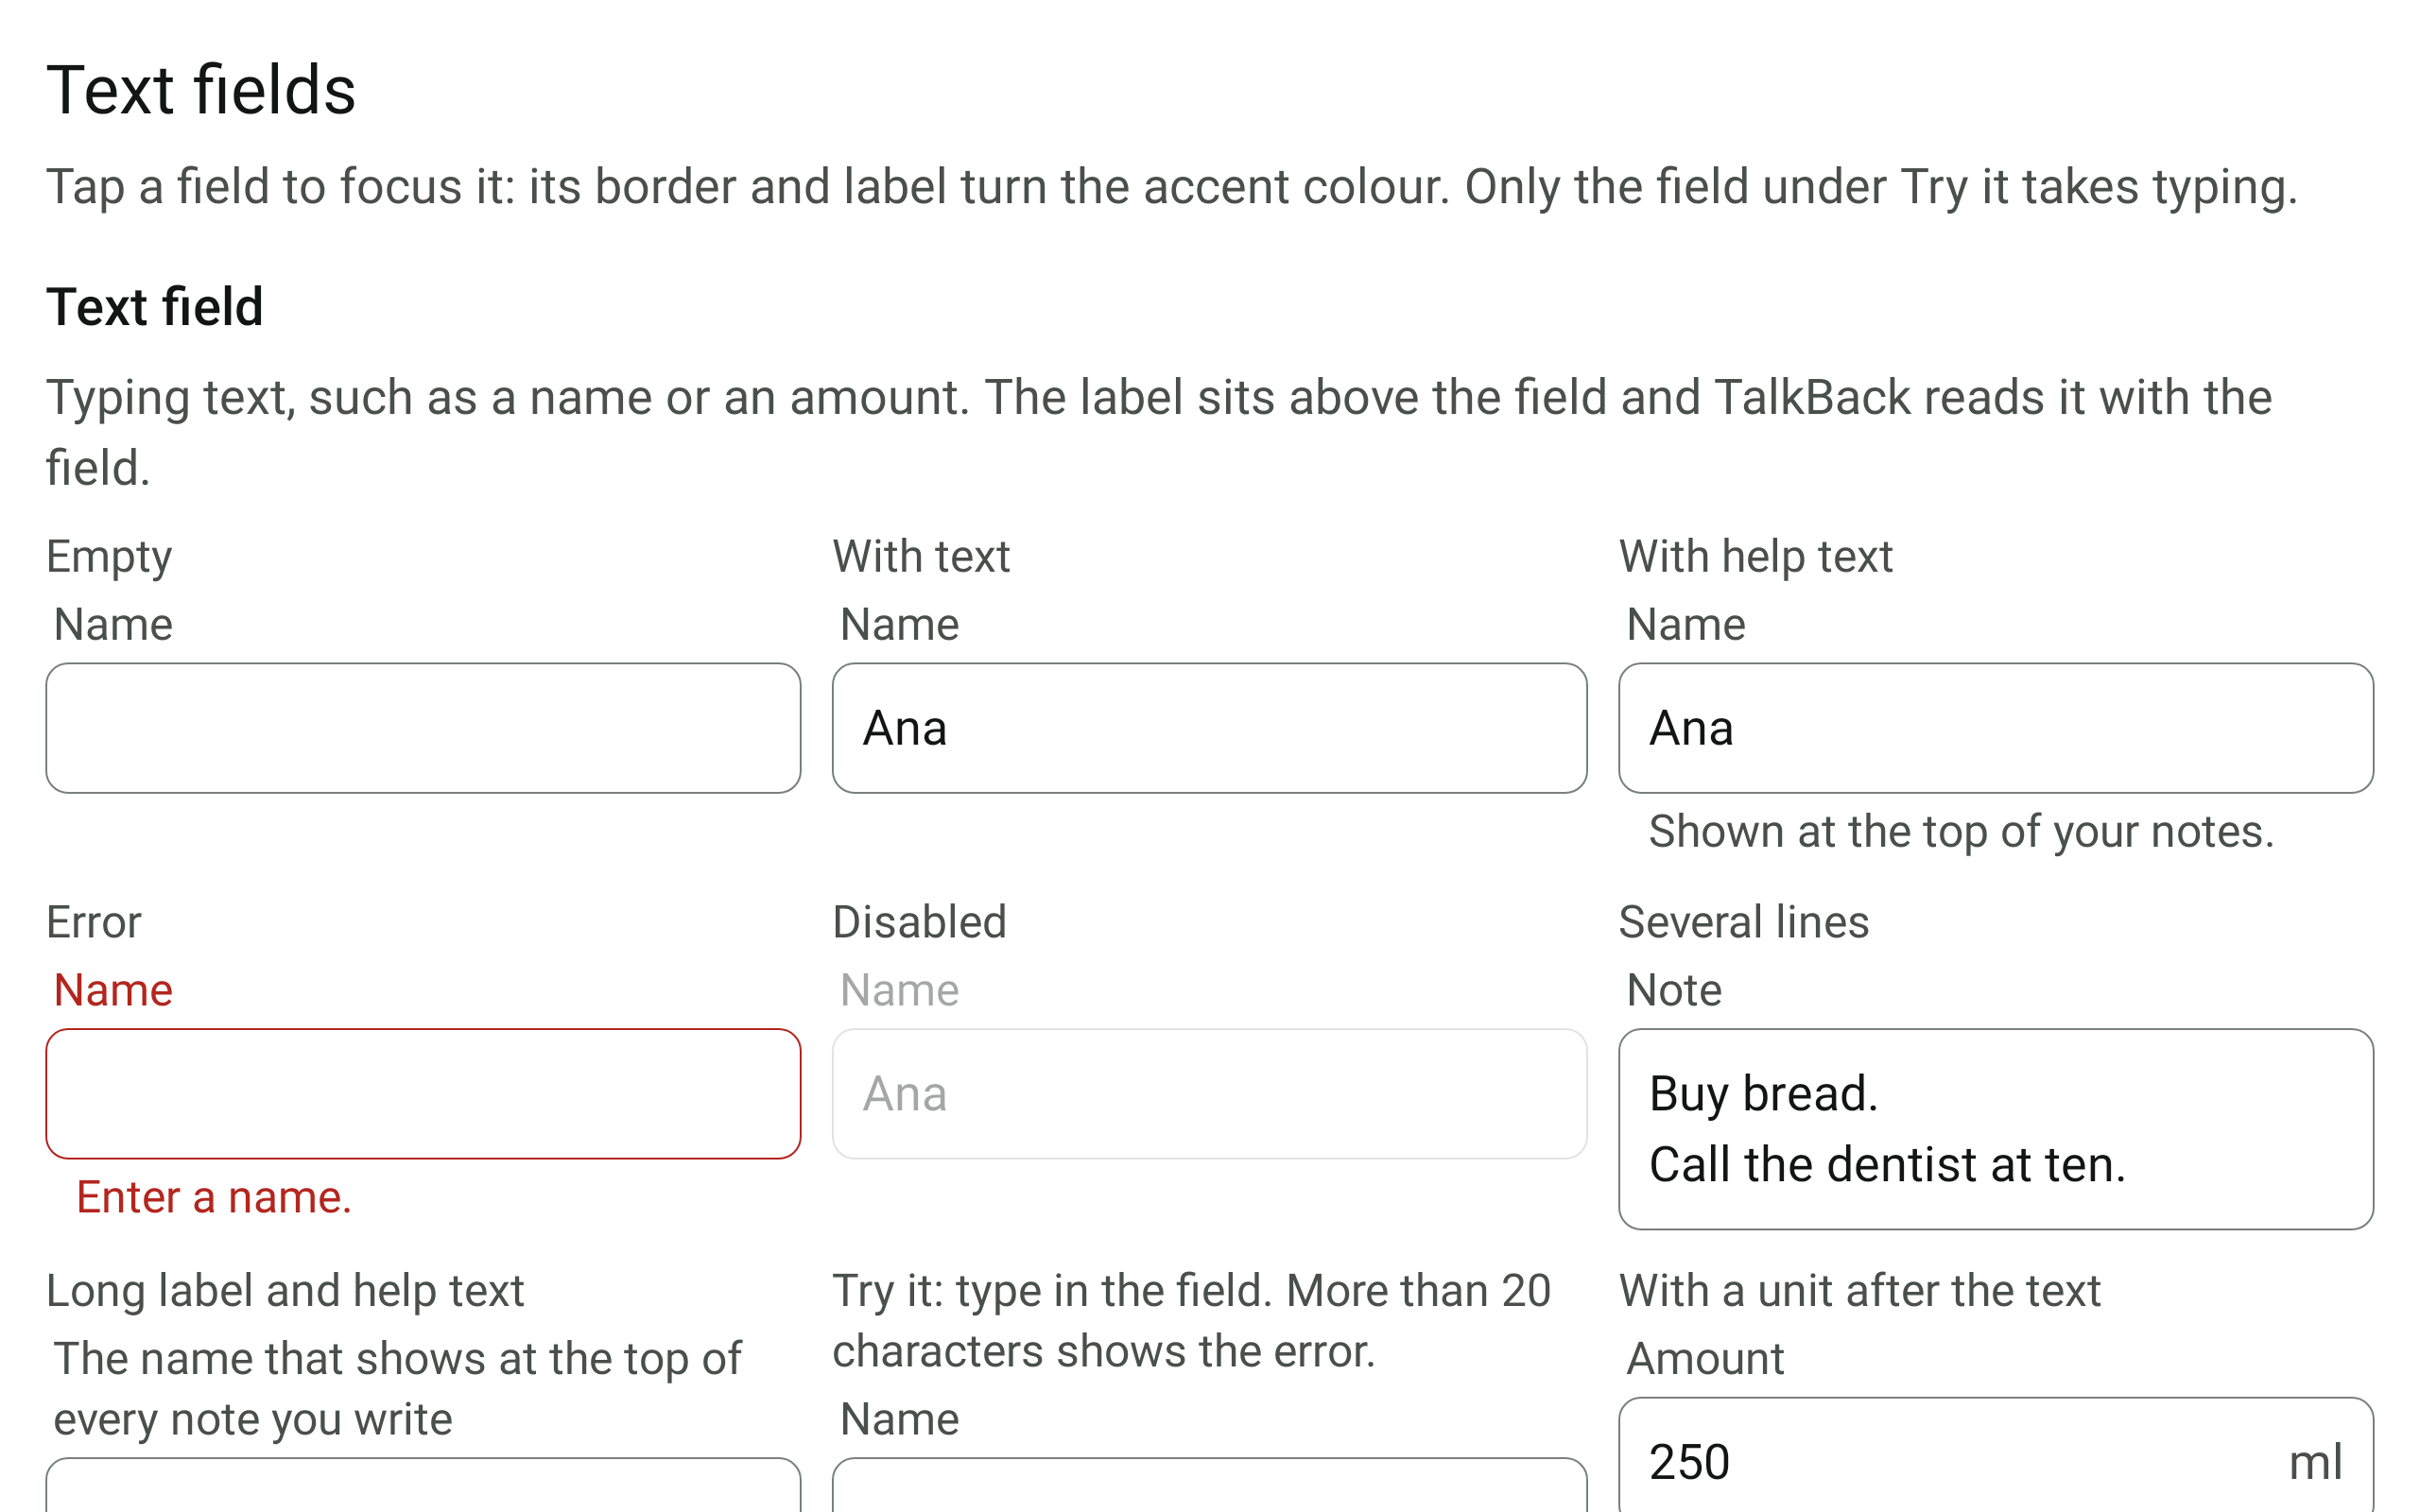 Text fields
Tap a field to focus it: its border and label turn the accent colour. Only the field under Try it takes typing.
Text field
Typing text, such as a name or an amount. The label sits above the field and TalkBack reads it with the
field.
Empty
Name
With text
Name
Ana
With help text
Name
Ana
Shown at the top of your notes.
Error
Name
Enter a name.
Disabled
Name
Ana
Several lines
Note
Buy bread.
Call the dentist at ten.
Long label and help text
The name that shows at the top of
every note you write
Try it: type in the field. More than 20
characters shows the error.
Name
With a unit after the text
Amount
250 ml